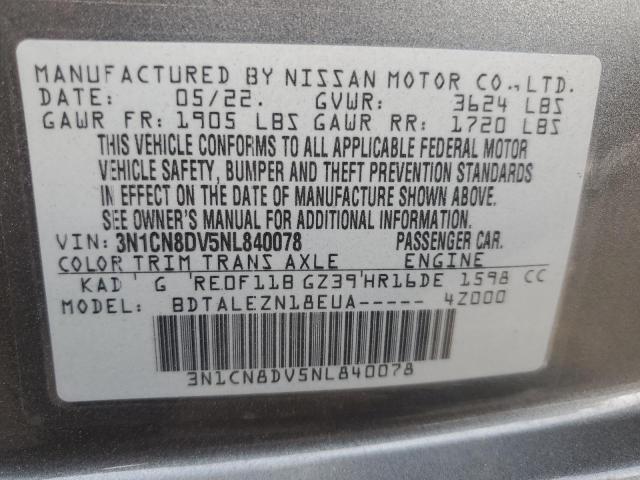 MANUFACTURED BY NISSAN MOTOR CO., LTD.
DATE: 05/22. GVWR: 3624 LBS
GAWR FR: 1905 LBS GAWR RR: 1720 LBS
THIS VEHICLE CONFORMS TO ALL APPLICABLE FEDERAL MOTOR
VEHICLE SAFETY, BUMPER AND THEFT PREVENTION STANDARDS
IN EFFECT ON THE DATE OF MANUFACTURE SHOWN ABOVE.
SEE OWNER'S MANUAL FOR ADDITIONAL INFORMATION.
VIN: 3N1CN8DV5NL840078 PASSENGER CAR.
COLOR TRIM TRANS AXLE ENGINE
KAD G RE0F11B GZ39 HR16DE 1598 CC
MODEL: BDTALEZN18EUA----- 4Z000
3N1CN8DV5NL840078